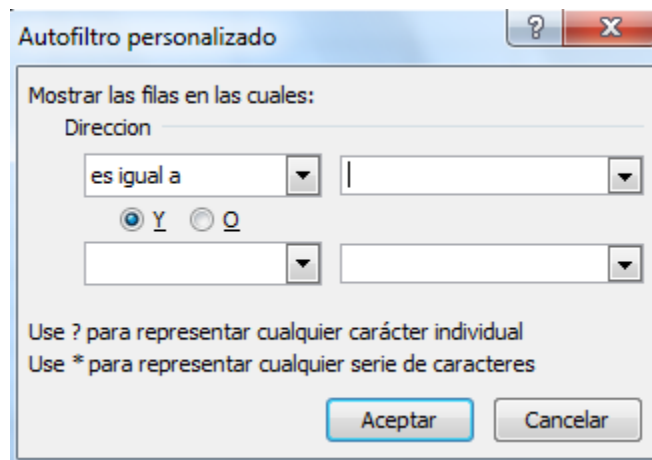 Autofiltro personalizado
?
Mostrar las filas en las cuales:
Direccion
es igual a
Y O
Use ? para representar cualquier carácter individual
Use * para representar cualquier serie de caracteres
Aceptar Cancelar